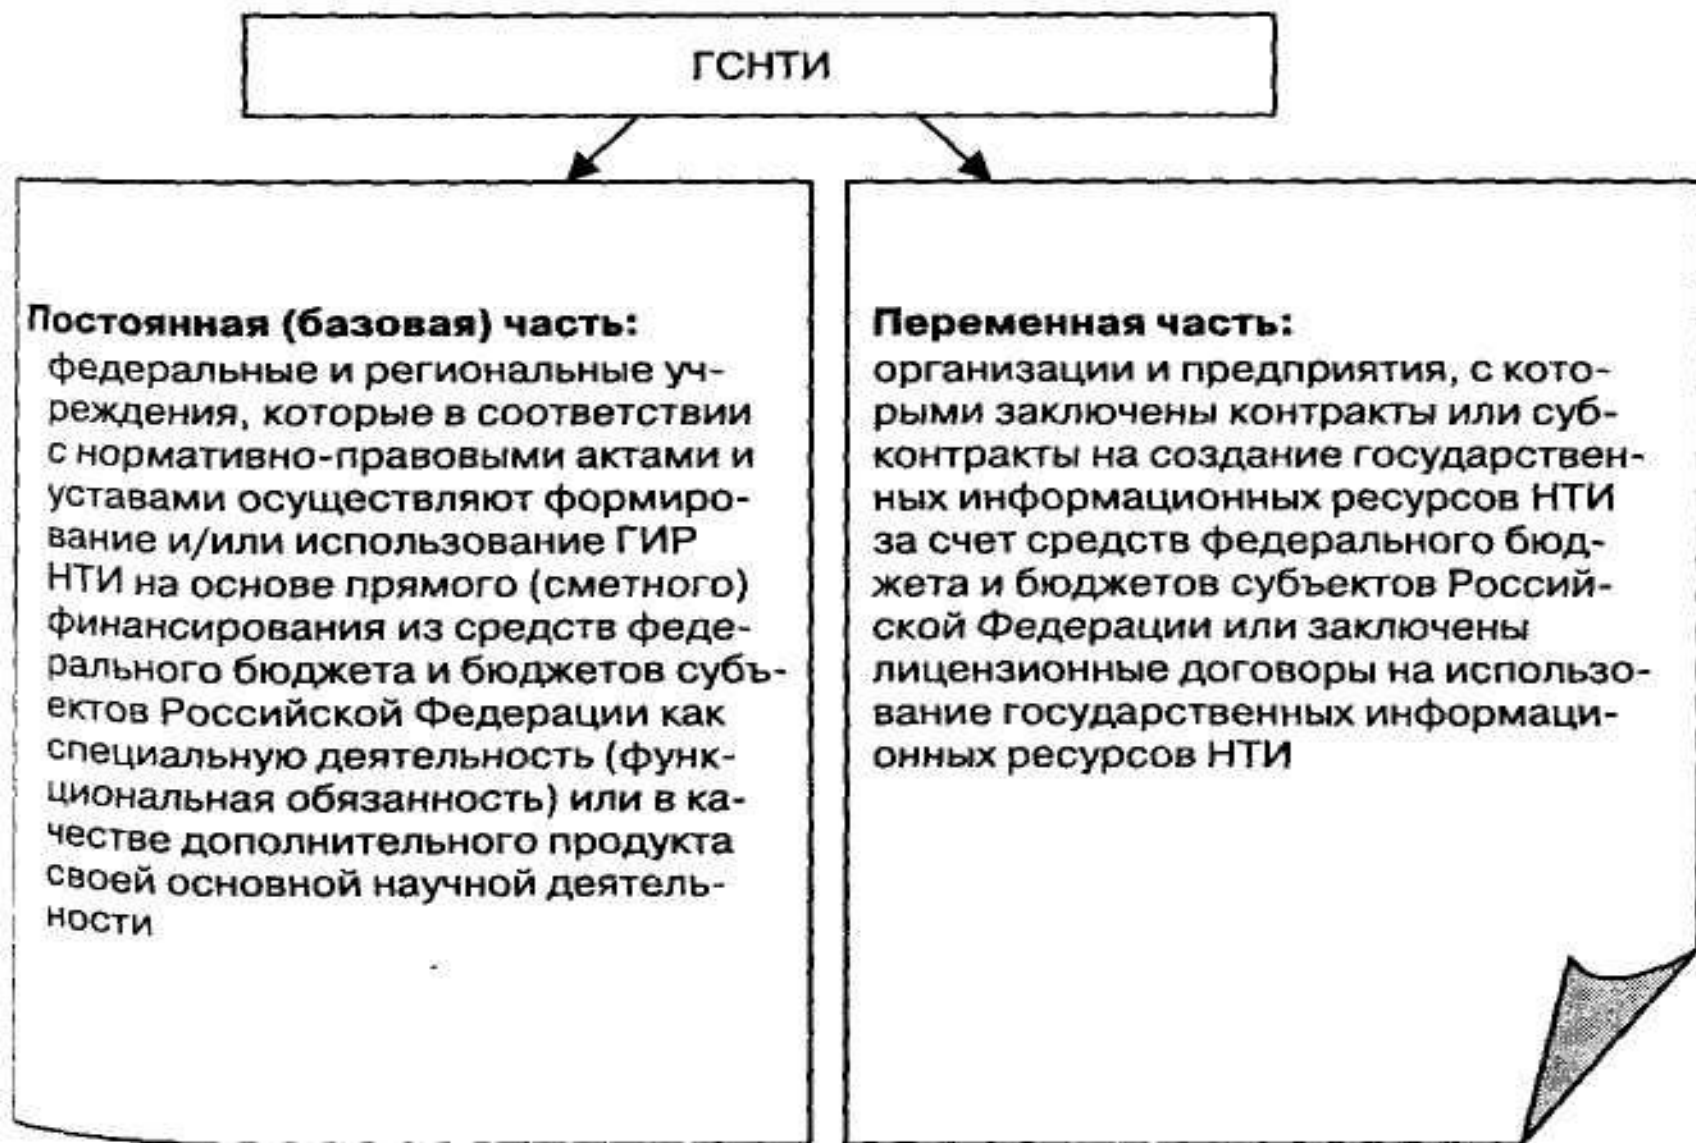 ГСНТИ
Постоянная (базовая) часть:
федеральные и региональные уч-
реждения, которые в соответствии
с нормативно-правовыми актами и
уставами осуществляют формиро-
вание и/или использование ГИР
НТИ на основе прямого (сметного)
финансирования из средств феде-
рального бюджета и бюджетов субъ-
ектов Российской Федерации как
специальную деятельность (функ-
циональная обязанность) или в ка-
честве дополнительного продукта
своей основной научной деятель-
ности
Переменная часть:
организации и предприятия, с кото-
рыми заключены контракты или суб-
контракты на создание государствен-
ных информационных ресурсов НТИ
за счет средств федерального бюд-
жета и бюджетов субъектов Россий-
ской Федерации или заключены
лицензионные договоры на использо-
вание государственных информаци-
онных ресурсов НТИ